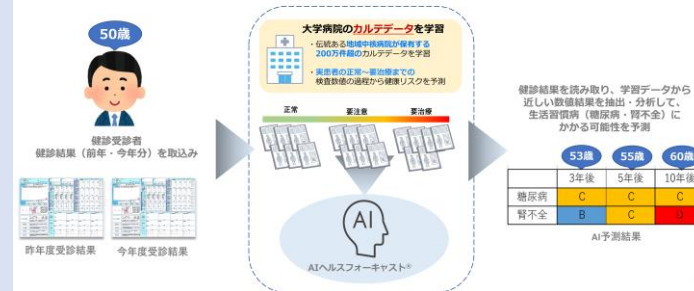 50歳
健診受診者
健診結果（前年・今年分）を取込み
昨年度受診結果
今年度受診結果
大学病院のカルテデータを学習
・伝統ある地域中核病院が保有する
200万件超のカルテデータを学習
・実患者の正常～要治療までの
検査数値の過程から健康リスクを予測
正常
要注意
要治療
AI
AIヘルスフォーキャスト®
健診結果を読み取り、学習データから
近しい数値結果を抽出・分析して、
生活習慣病（糖尿病・腎不全）に
かかる可能性を予測
53歳 55歳 60歳
3年後 5年後 10年後
糖尿病 C C C
腎不全 B C D
AI予測結果